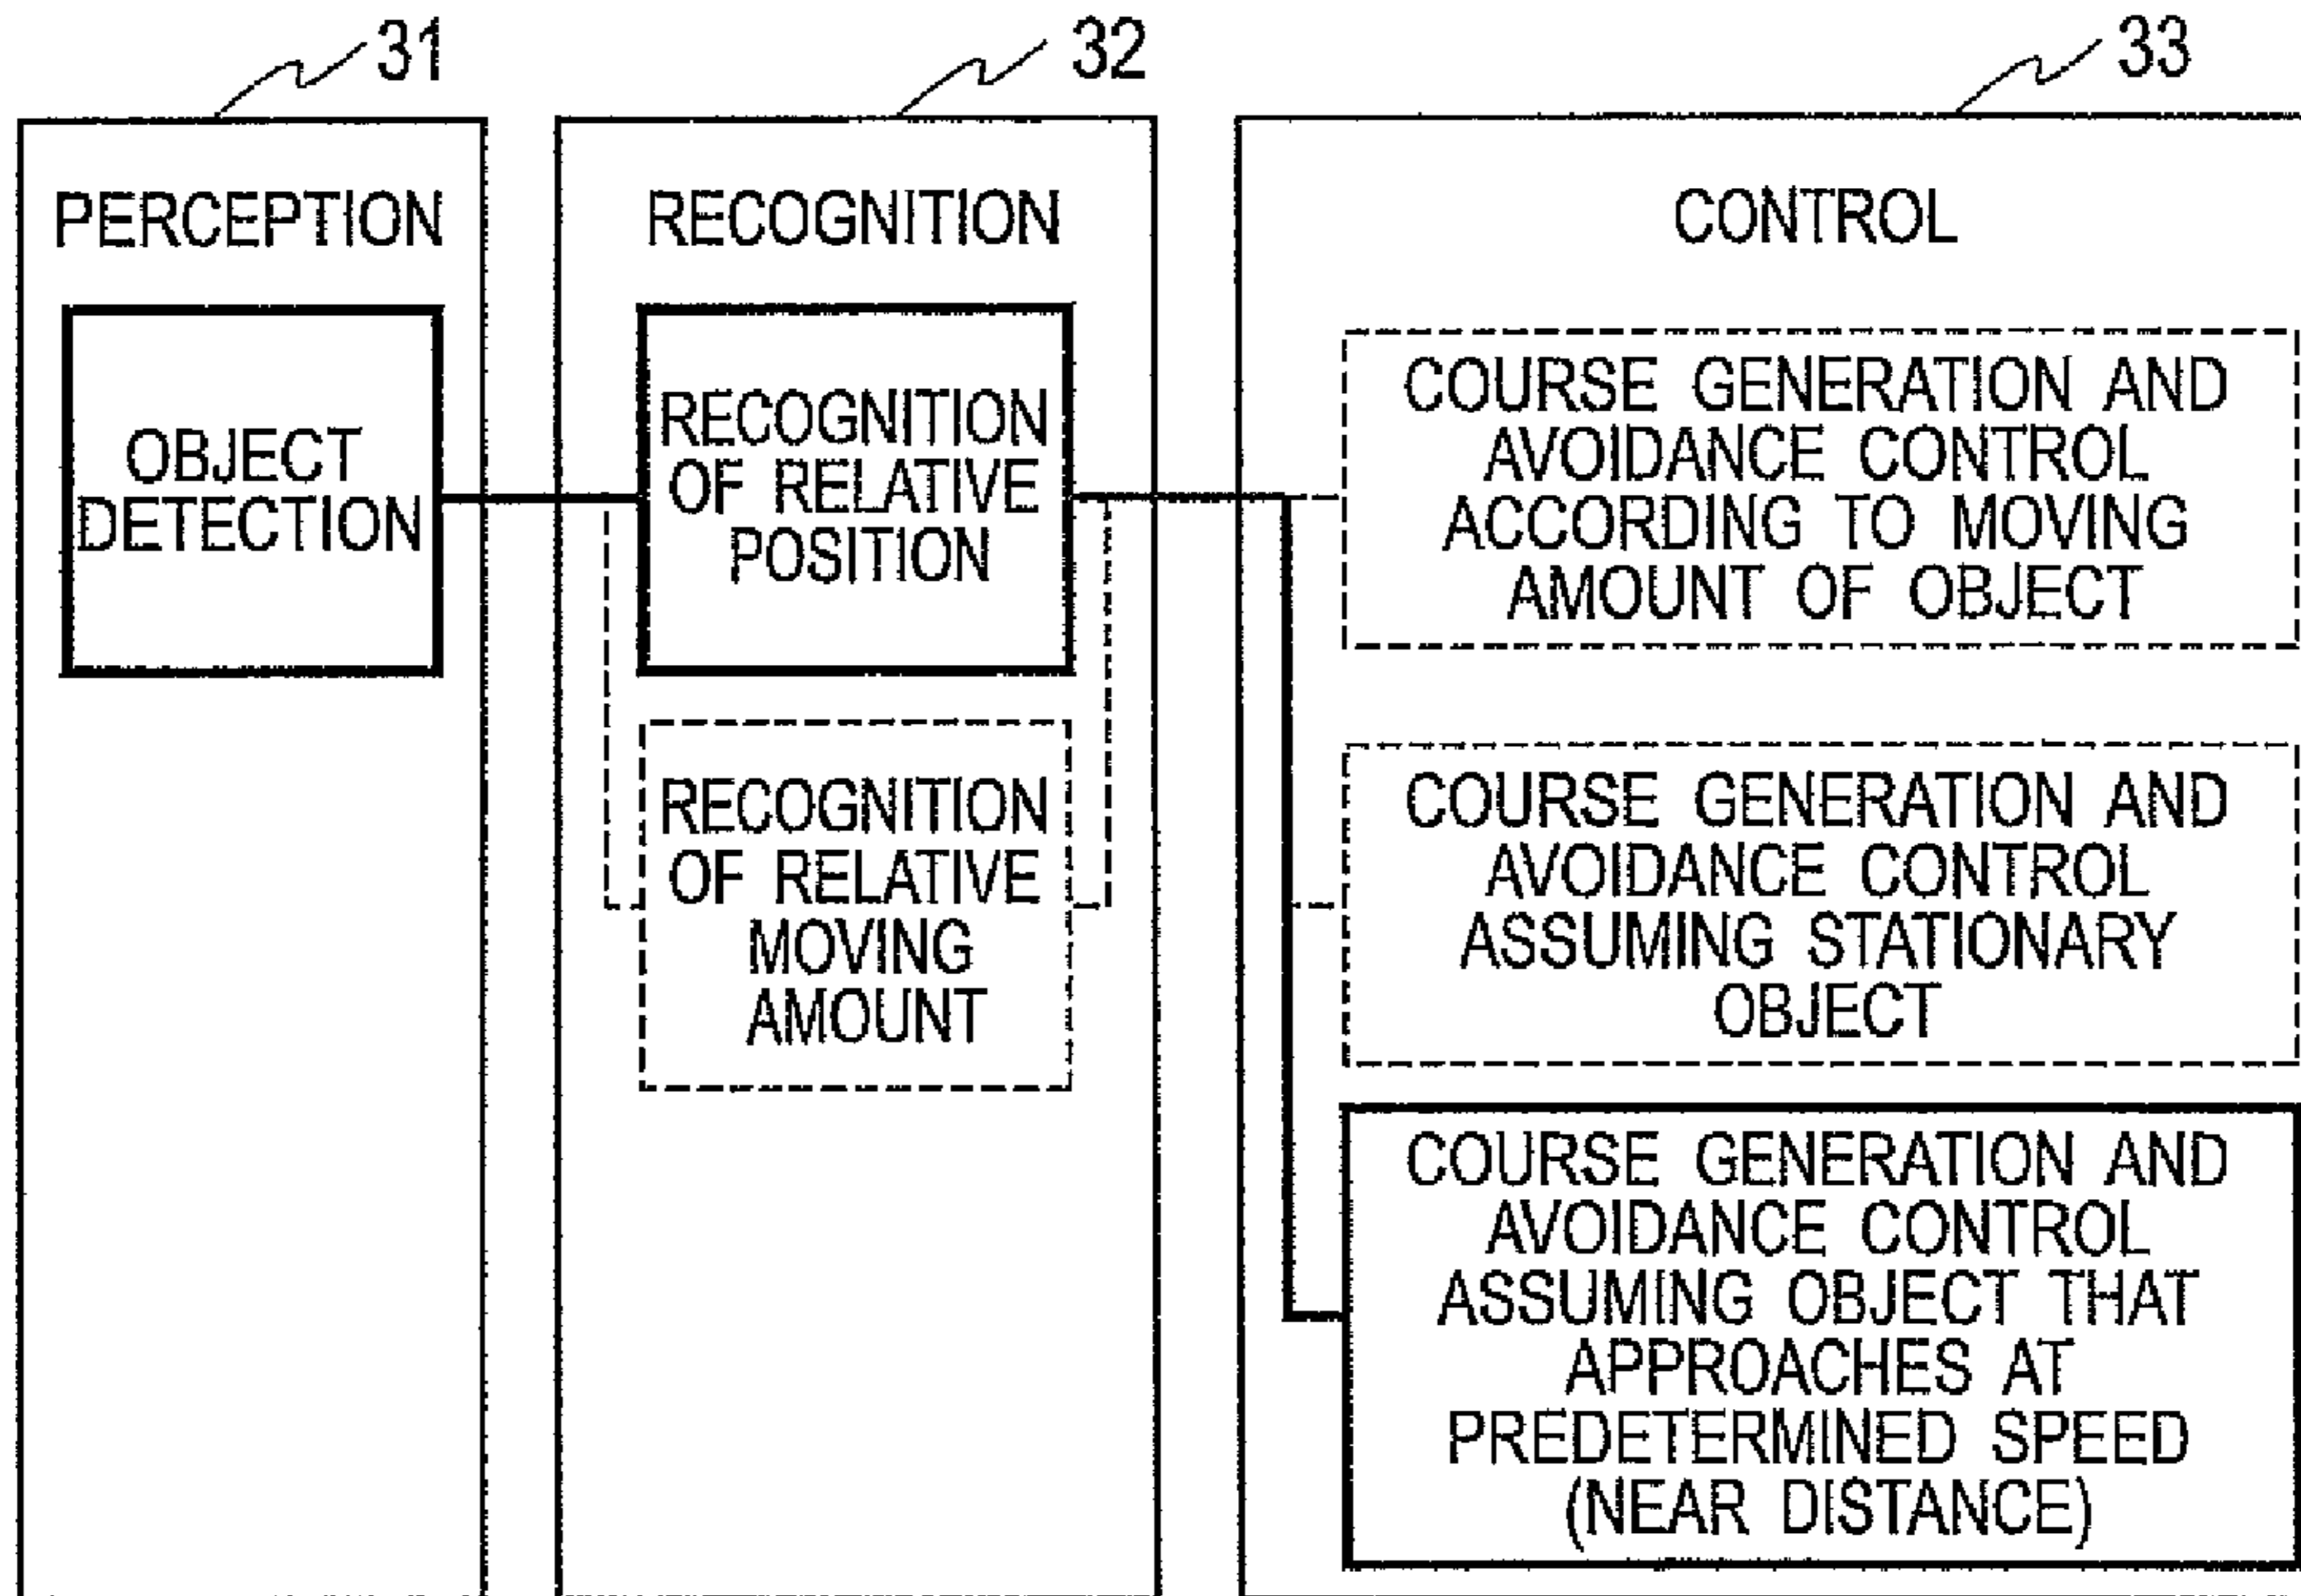 31
32
33
PERCEPTION
OBJECT
DETECTION
RECOGNITION
RECOGNITION
OF RELATIVE
POSITION
RECOGNITION
OF RELATIVE
MOVING
AMOUNT
CONTROL
COURSE GENERATION AND
AVOIDANCE CONTROL
ACCORDING TO MOVING
AMOUNT OF OBJECT
COURSE GENERATION AND
AVOIDANCE CONTROL
ASSUMING STATIONARY
OBJECT
COURSE GENERATION AND
AVOIDANCE CONTROL
ASSUMING OBJECT THAT
APPROACHES AT
PREDETERMINED SPEED
(NEAR DISTANCE)